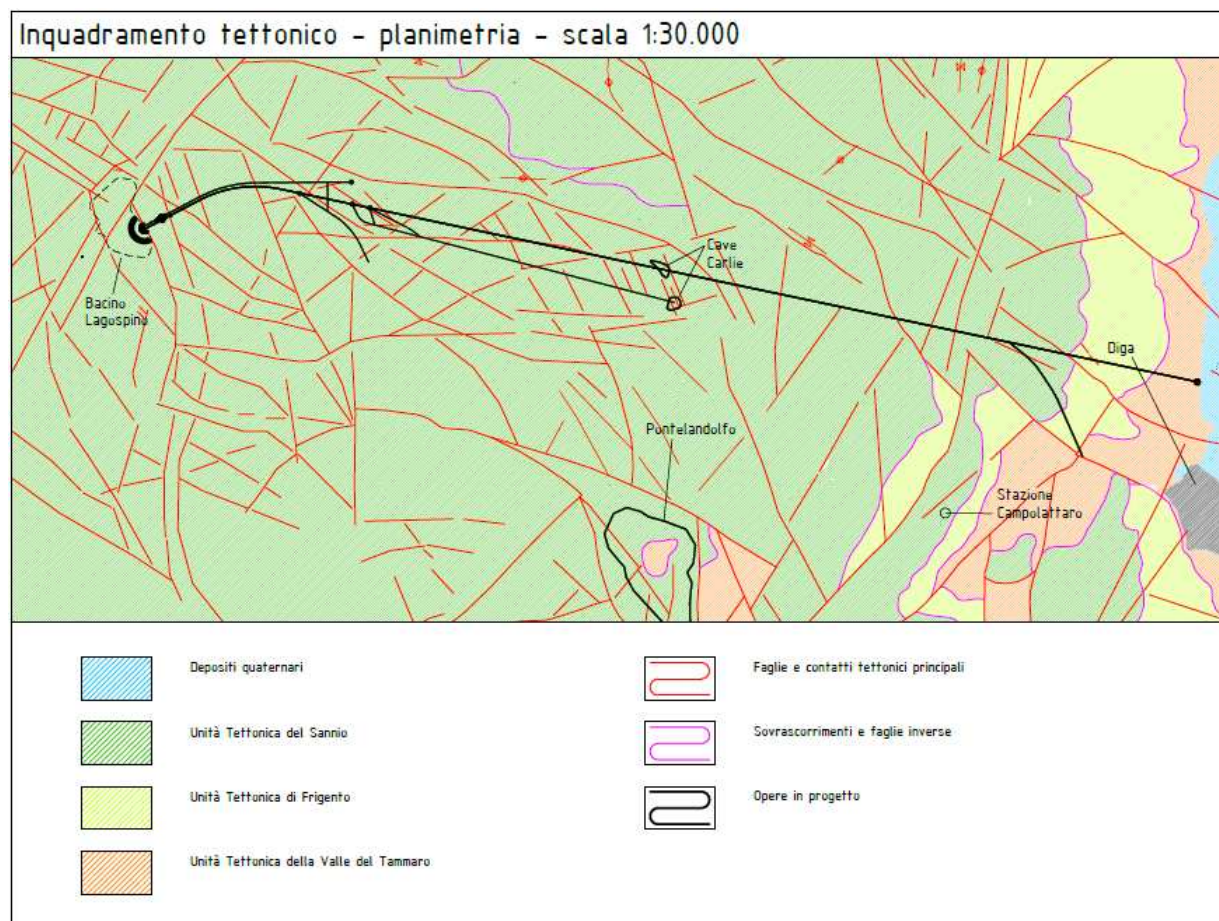 Inquadramento tettonico - planimetria - scala 1:30.000
Cave
Carlie
Bacino
Lagospino
Diga
Pontelandolfo
Stazione
Campolattaro
Depositi quaternari
Unità Tettonica del Sannio
Unità Tettonica di Frigento
Unità Tettonica della Valle del Tammaro
Faglie e contatti tettonici principali
Sovrascorrimenti e faglie inverse
Opere in progetto